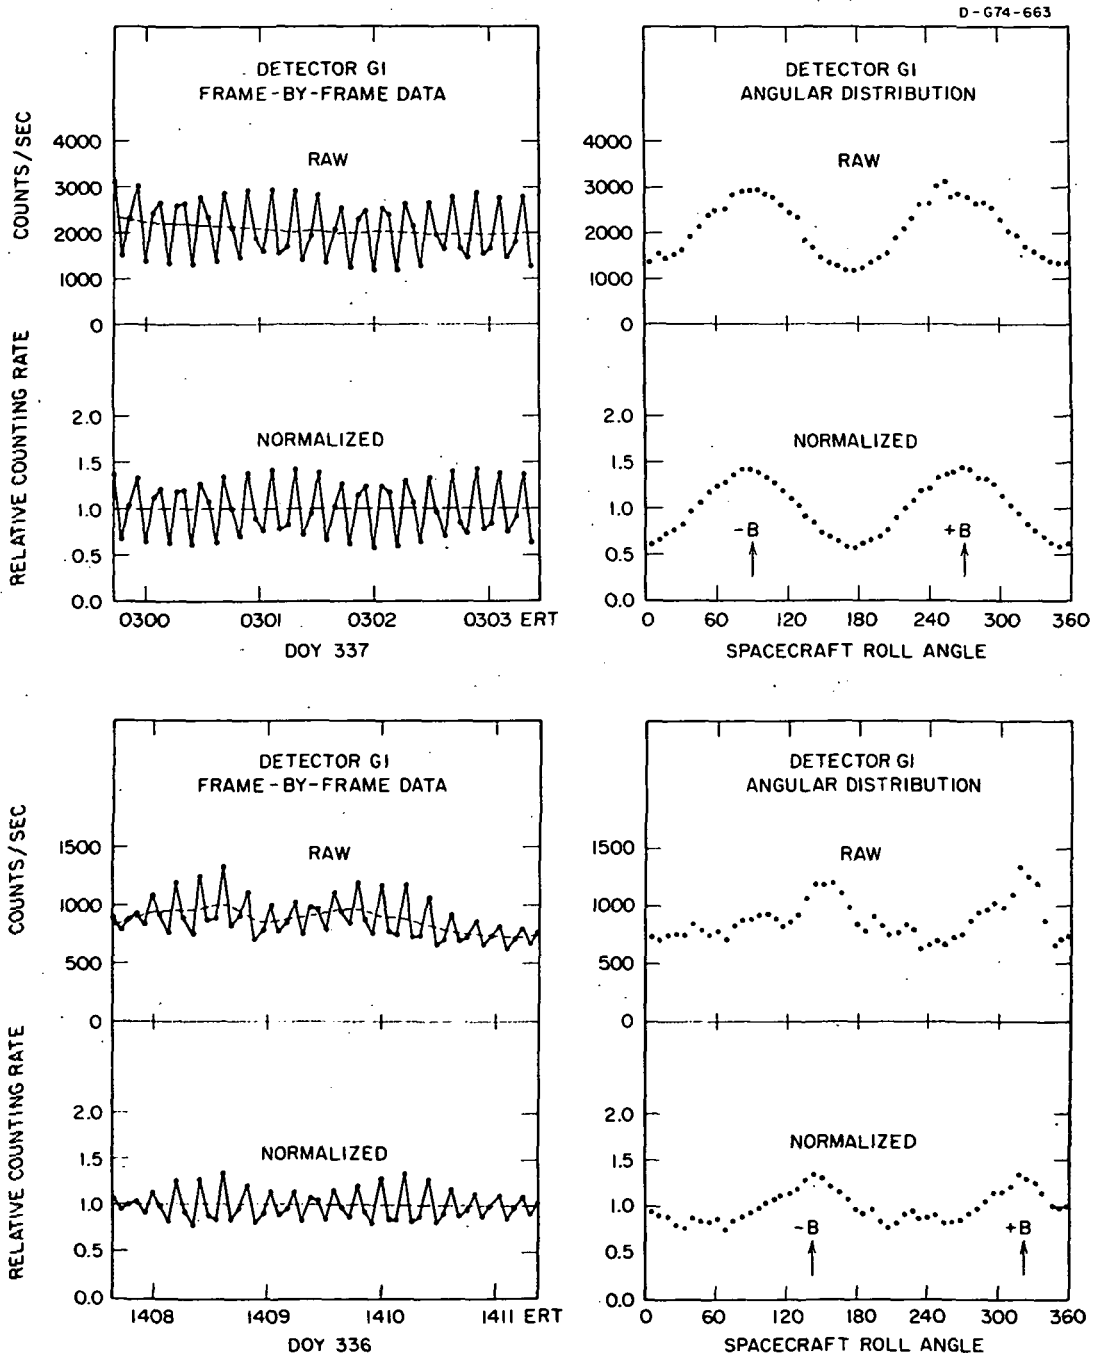 D-G74-663
DETECTOR G1
FRAME-BY-FRAME DATA
RAW
COUNTS/SEC
4000
3000
2000
1000
0
NORMALIZED
RELATIVE COUNTING RATE
2.0
1.5
1.0
0.5
0.0
0300 0301 0302 0303 ERT
DOY 337
DETECTOR G1
ANGULAR DISTRIBUTION
RAW
4000
3000
2000
1000
0
NORMALIZED
2.0
1.5
1.0
0.5
0.0
-B +B
0 60 120 180 240 300 360
SPACECRAFT ROLL ANGLE
DETECTOR G1
FRAME-BY-FRAME DATA
RAW
COUNTS/SEC
1500
1000
500
0
NORMALIZED
RELATIVE COUNTING RATE
2.0
1.5
1.0
0.5
0.0
1408 1409 1410 1411 ERT
DOY 336
DETECTOR G1
ANGULAR DISTRIBUTION
RAW
1500
1000
500
0
NORMALIZED
2.0
1.5
1.0
0.5
0.0
-B +B
0 60 120 180 240 300 360
SPACECRAFT ROLL ANGLE